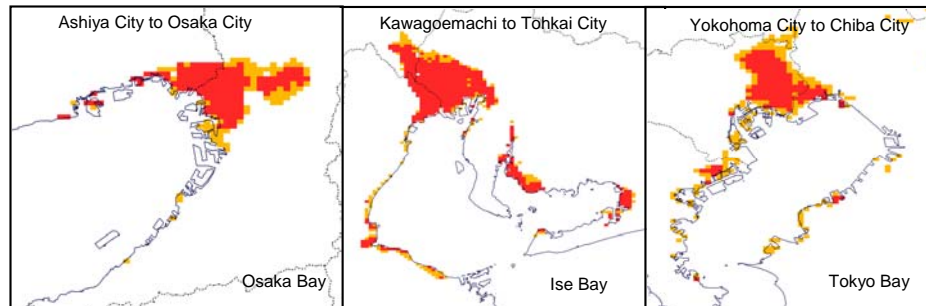 Ashiya City to Osaka City
Osaka Bay
Kawagoemachi to Tohkai City
Ise Bay
Yokohoma City to Chiba City
Tokyo Bay